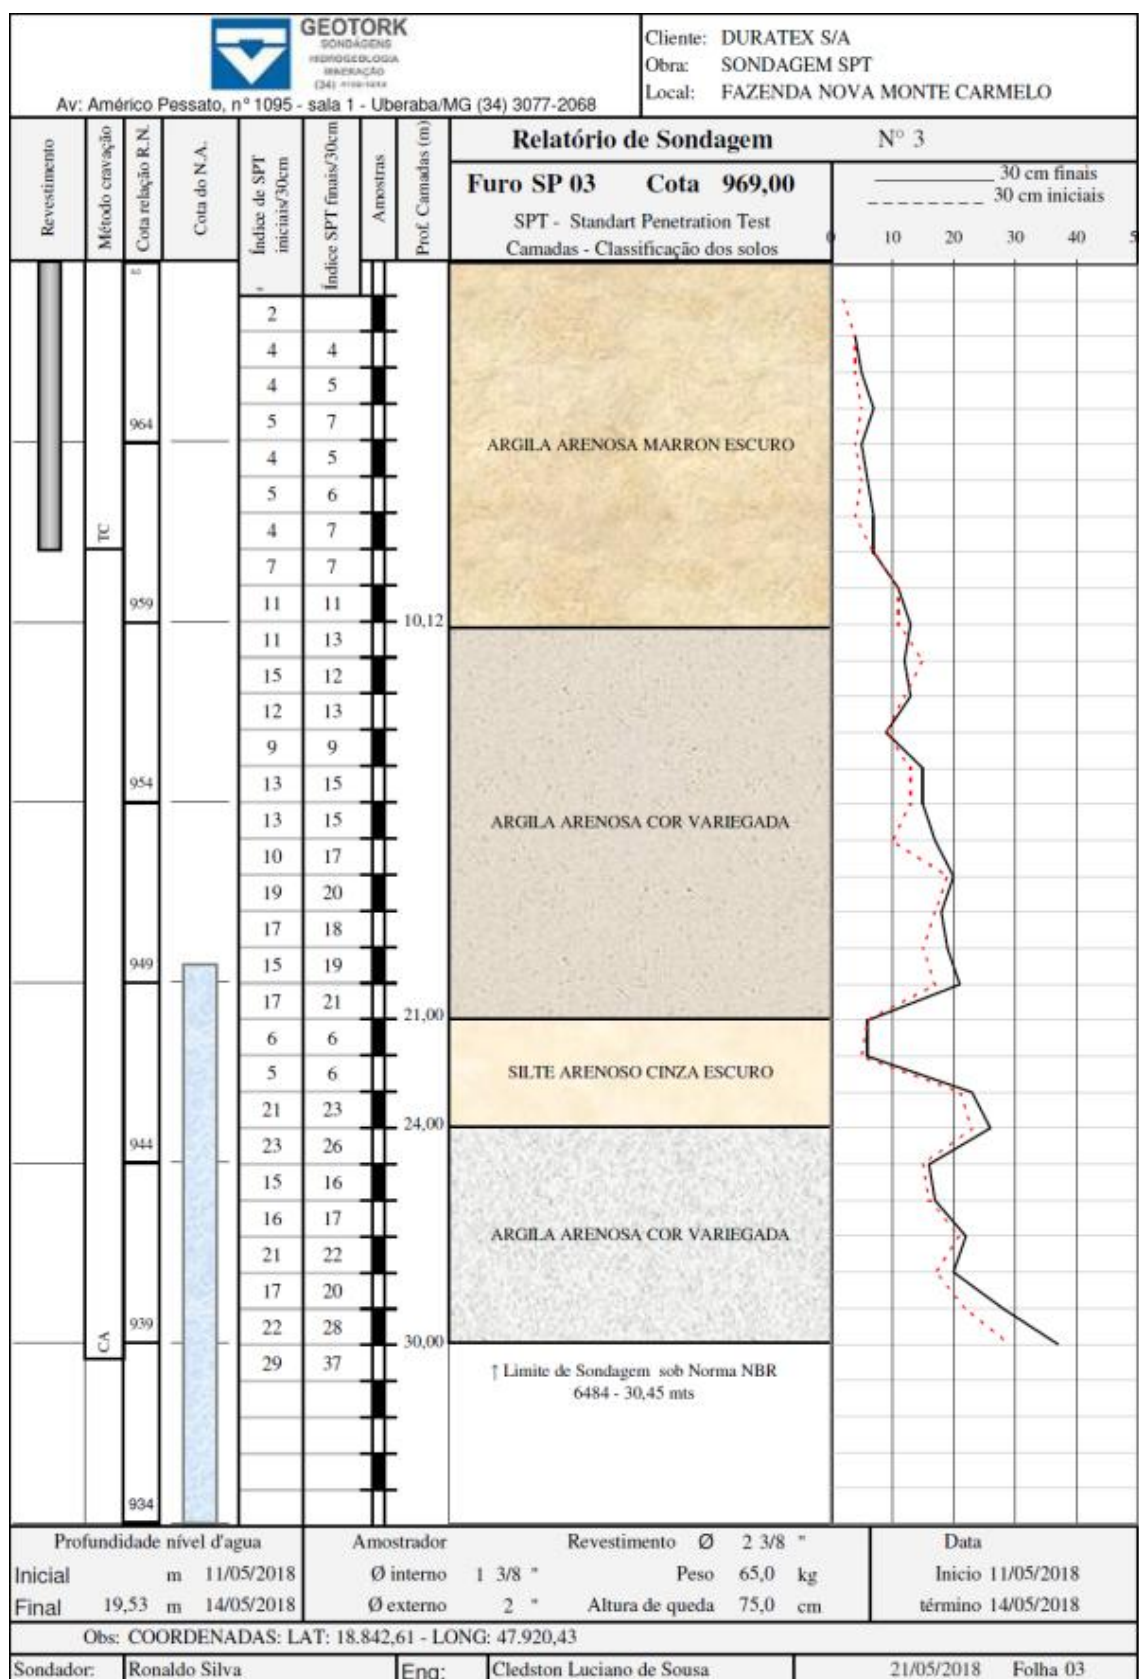 GEOTORK
SONDAGENS
HIDROGEOLOGIA
MINERAÇÃO
Av: Américo Pessato, nº 1095 - sala 1 - Uberaba/MG (34) 3077-2068
Cliente: DURATEX S/A
Obra: SONDAGEM SPT
Local: FAZENDA NOVA MONTE CARMELO
Revestimento
Método cravação
Cota relação R.N.
Cota do N.A.
Índice de SPT iniciais/30cm
Índice SPT finais/30cm
Amostras
Prof. Camadas (m)
Relatório de Sondagem N° 3
Furo SP 03 Cota 969,00
SPT - Standart Penetration Test
Camadas - Classificação dos solos
30 cm finais
30 cm iniciais
0 10 20 30 40
2
4 4
4 5
964 5 7
ARGILA ARENOSA MARRON ESCURO
4 5
5 6
TC 4 7
7 7
959 11 11
10,12
11 13
15 12
12 13
9 9
954 13 15
13 15 ARGILA ARENOSA COR VARIEGADA
10 17
19 20
17 18
949 15 19
17 21
21,00
6 6
5 6 SILTE ARENOSO CINZA ESCURO
21 23
24,00
944 23 26
15 16
16 17
ARGILA ARENOSA COR VARIEGADA
21 22
17 20
939 22 28
CA 30,00
29 37
↑ Limite de Sondagem sob Norma NBR
6484 - 30,45 mts
934
Profundidade nível d'agua Amostrador Revestimento Ø 2 3/8 " Data
Inicial m 11/05/2018 Ø interno 1 3/8 " Peso 65,0 kg Inicio 11/05/2018
Final 19,53 m 14/05/2018 Ø externo 2 " Altura de queda 75,0 cm término 14/05/2018
Obs: COORDENADAS: LAT: 18.842,61 - LONG: 47.920,43
Sondador: Ronaldo Silva Eng: Cledston Luciano de Sousa 21/05/2018 Folha 03